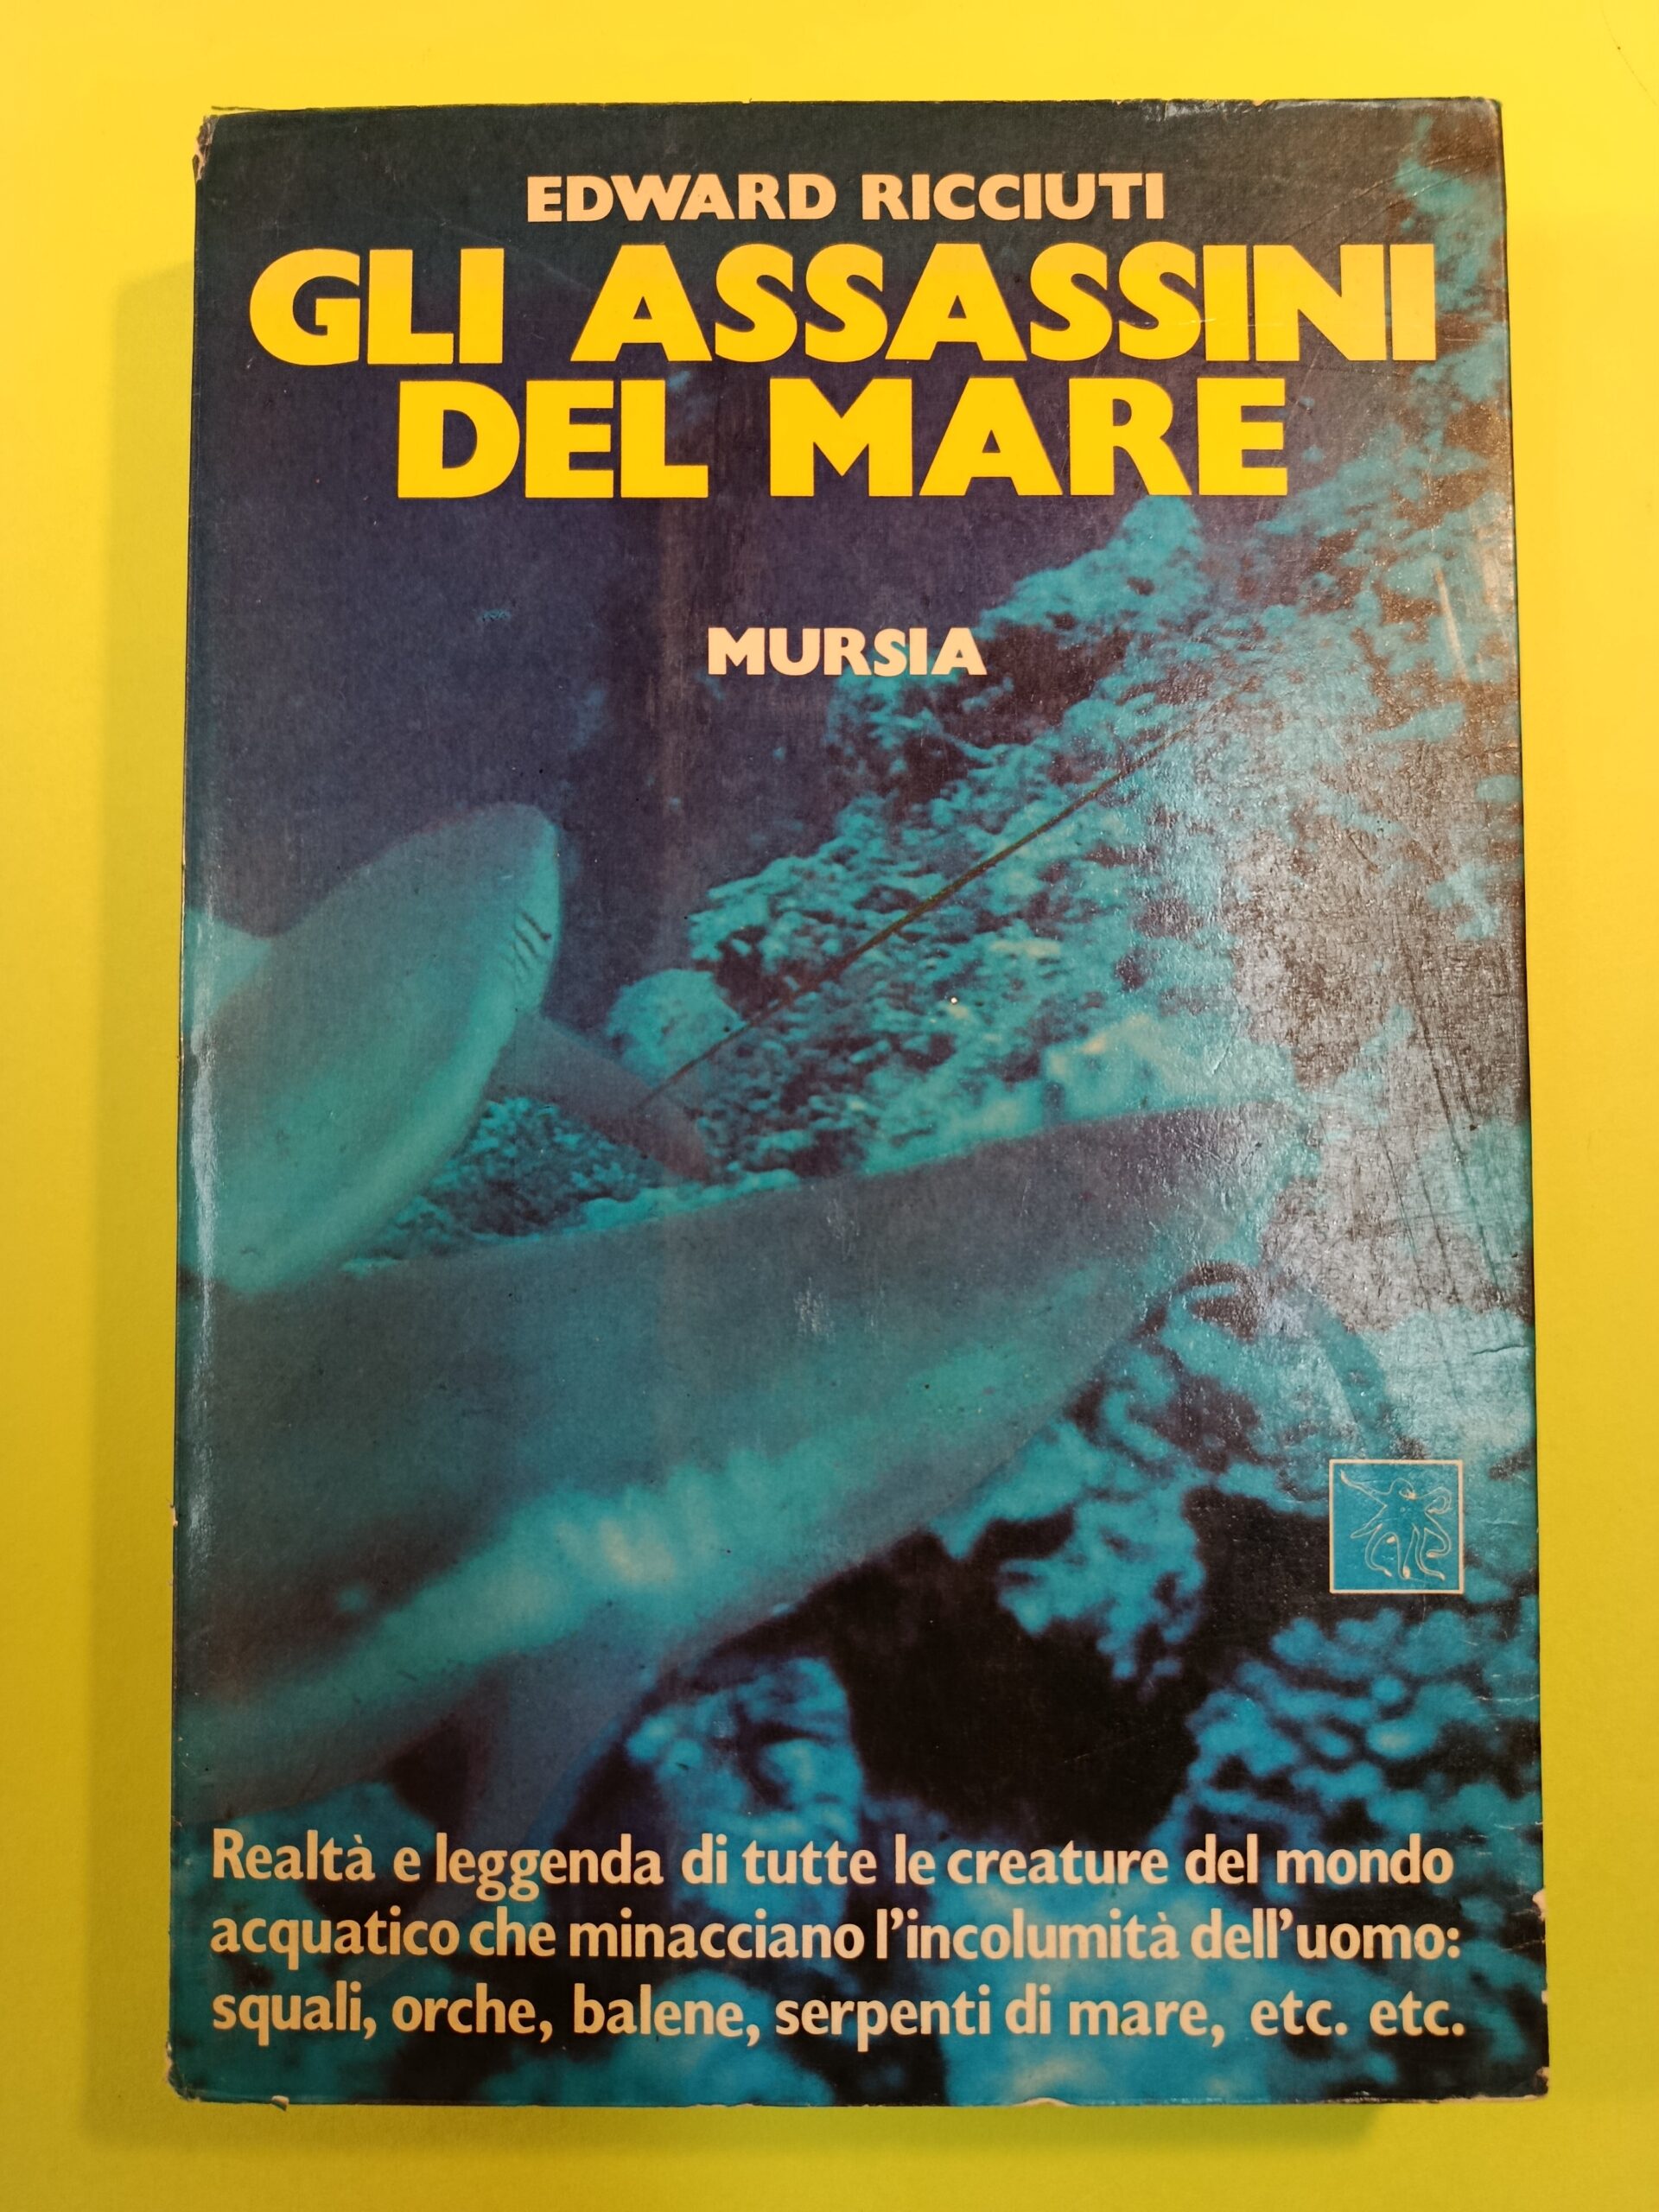 EDWARD RICCIUTI
GLI ASSASSINI
DEL MARE
MURSIA
Realtà e leggenda di tutte le creature del mondo
acquatico che minacciano l'incolumità dell'uomo:
squali, orche, balene, serpenti di mare, etc. etc.